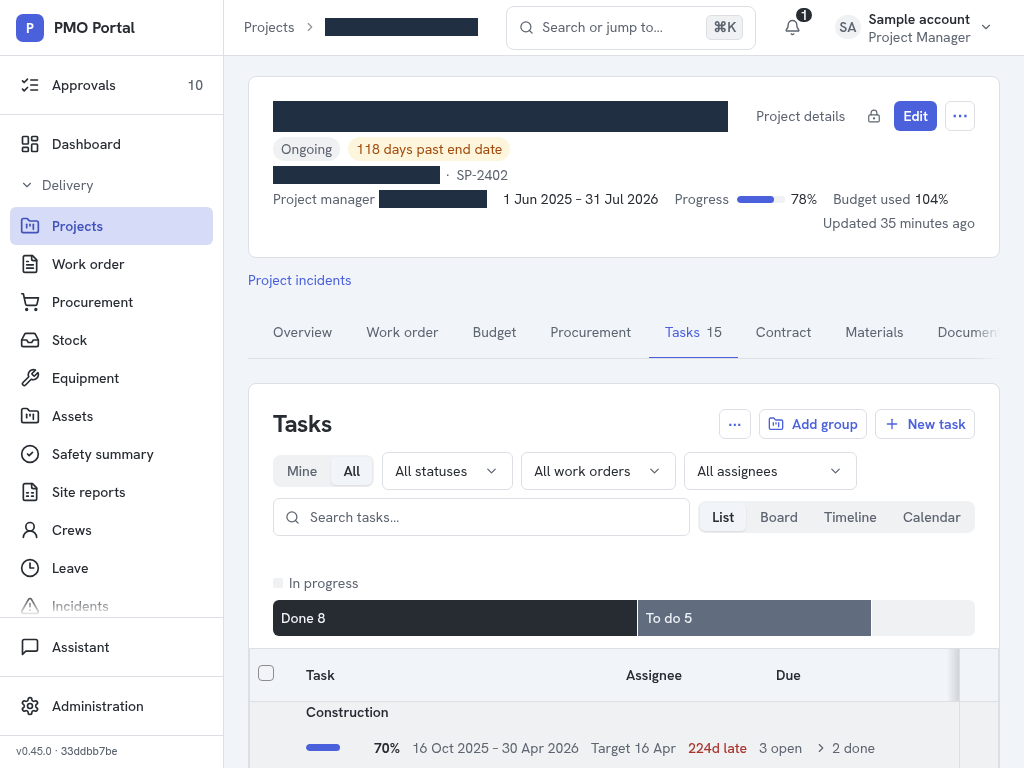 P PMO Portal
Projects
Search or jump to...
⌘K
1
SA
Sample account
Project Manager
Approvals 10
Dashboard
Delivery
Projects
Work order
Procurement
Stock
Equipment
Assets
Safety summary
Site reports
Crews
Leave
Incidents
Assistant
Administration
v0.45.0 · 33ddbb7be
Project details
Edit
Ongoing
118 days past end date
· SP-2402
Project manager
1 Jun 2025 – 31 Jul 2026
Progress 78%
Budget used 104%
Updated 35 minutes ago
Project incidents
Overview Work order Budget Procurement Tasks 15 Contract Materials Documen
Tasks
Add group
New task
Mine All
All statuses
All work orders
All assignees
Search tasks...
List Board Timeline Calendar
In progress
Done 8
To do 5
Task Assignee Due
Construction
70% 16 Oct 2025 – 30 Apr 2026 Target 16 Apr 224d late 3 open 2 done